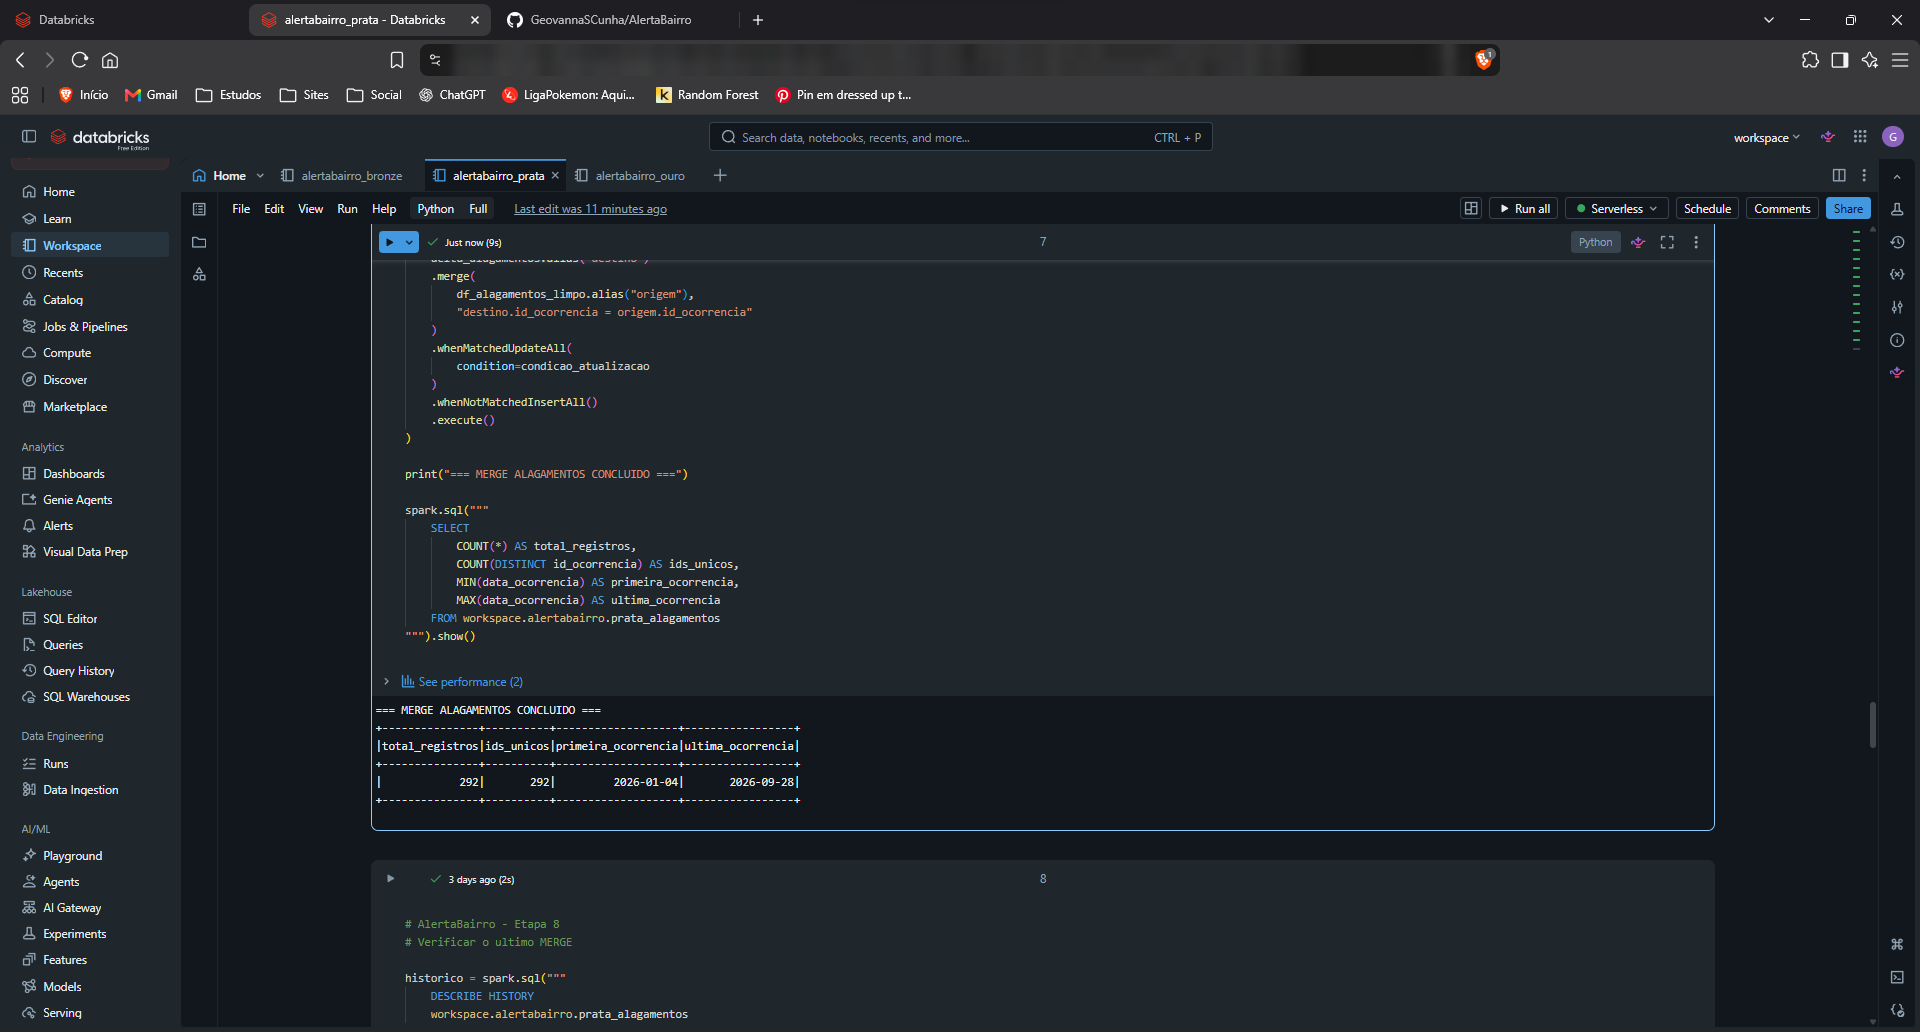 Databricks
alertabairro_prata - Databricks
GeovannaSCunha/AlertaBairro
1
Início
Gmail
Estudos
Sites
Social
ChatGPT
LigaPokemon: Aqui...
Random Forest
Pin em dressed up t...
databricks
Free Edition
Search data, notebooks, recents, and more...
CTRL + P
workspace
G
Home
alertabairro_bronze
alertabairro_prata
alertabairro_ouro
File
Edit
View
Run
Help
Python
Full
Last edit was 11 minutes ago
Run all
Serverless
Schedule
Comments
Share
Home
Learn
Workspace
Recents
Catalog
Jobs & Pipelines
Compute
Discover
Marketplace
Analytics
Dashboards
Genie Agents
Alerts
Visual Data Prep
Lakehouse
SQL Editor
Queries
Query History
SQL Warehouses
Data Engineering
Runs
Data Ingestion
AI/ML
Playground
Agents
AI Gateway
Experiments
Features
Models
Serving
Just now (9s)
7
Python
.merge(
df_alagamentos_limpo.alias("origem"),
"destino.id_ocorrencia = origem.id_ocorrencia"
)
.whenMatchedUpdateAll(
condition=condicao_atualizacao
)
.whenNotMatchedInsertAll()
.execute()
)
print("=== MERGE ALAGAMENTOS CONCLUIDO ===")
spark.sql("""
SELECT
COUNT(*) AS total_registros,
COUNT(DISTINCT id_ocorrencia) AS ids_unicos,
MIN(data_ocorrencia) AS primeira_ocorrencia,
MAX(data_ocorrencia) AS ultima_ocorrencia
FROM workspace.alertabairro.prata_alagamentos
""").show()
See performance (2)
=== MERGE ALAGAMENTOS CONCLUIDO ===
+---------------+----------+-------------------+-----------------+
|total_registros|ids_unicos|primeira_ocorrencia|ultima_ocorrencia|
+---------------+----------+-------------------+-----------------+
|            292|       292|         2026-01-04|       2026-09-28|
+---------------+----------+-------------------+-----------------+
3 days ago (2s)
8
# AlertaBairro - Etapa 8
# Verificar o ultimo MERGE
historico = spark.sql("""
DESCRIBE HISTORY
workspace.alertabairro.prata_alagamentos